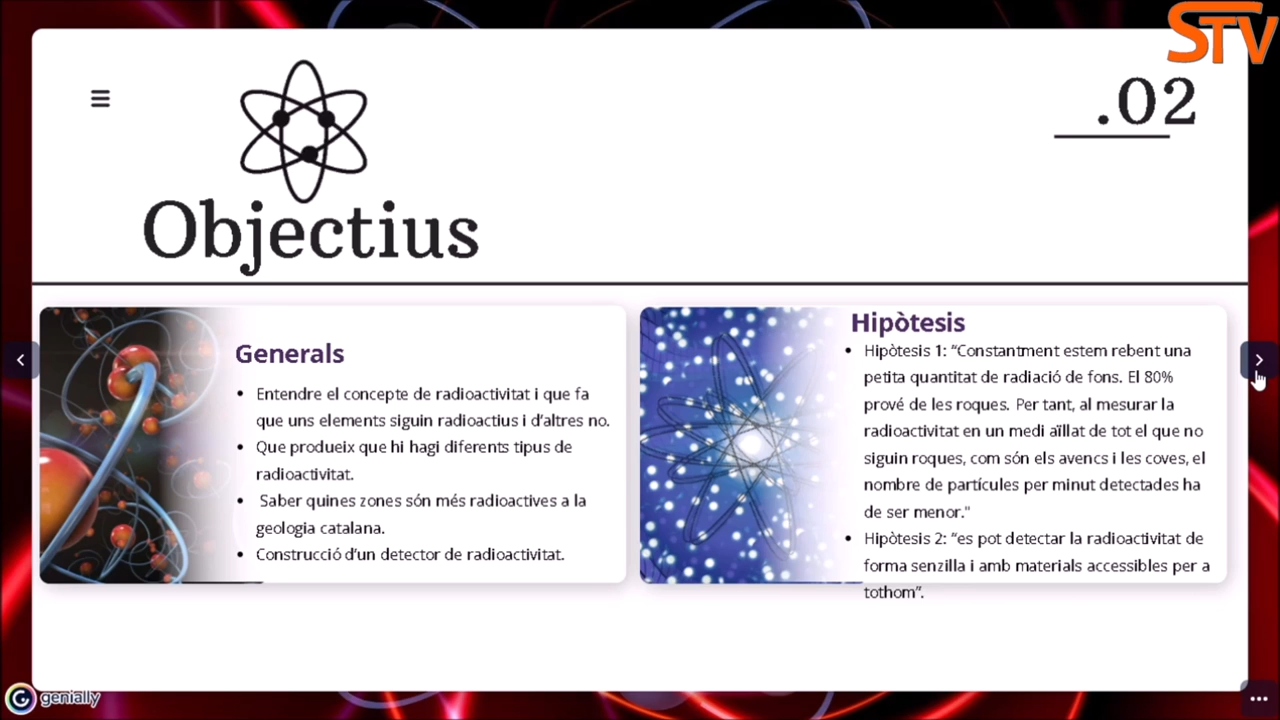 STV
.02
Objectius
Generals
• Entendre el concepte de radioactivitat i que fa
que uns elements siguin radioactius i d'altres no.
• Que produeix que hi hagi diferents tipus de
radioactivitat.
• Saber quines zones són més radioactives a la
geologia catalana.
• Construcció d'un detector de radioactivitat.
Hipòtesis
• Hipòtesis 1: “Constantment estem rebent una
petita quantitat de radiació de fons. El 80%
prové de les roques. Per tant, al mesurar la
radioactivitat en un medi aïllat de tot el que no
siguin roques, com són els avencs i les coves, el
nombre de partícules per minut detectades ha
de ser menor."
• Hipòtesis 2: “es pot detectar la radioactivitat de
forma senzilla i amb materials accessibles per a
tothom”.
genially